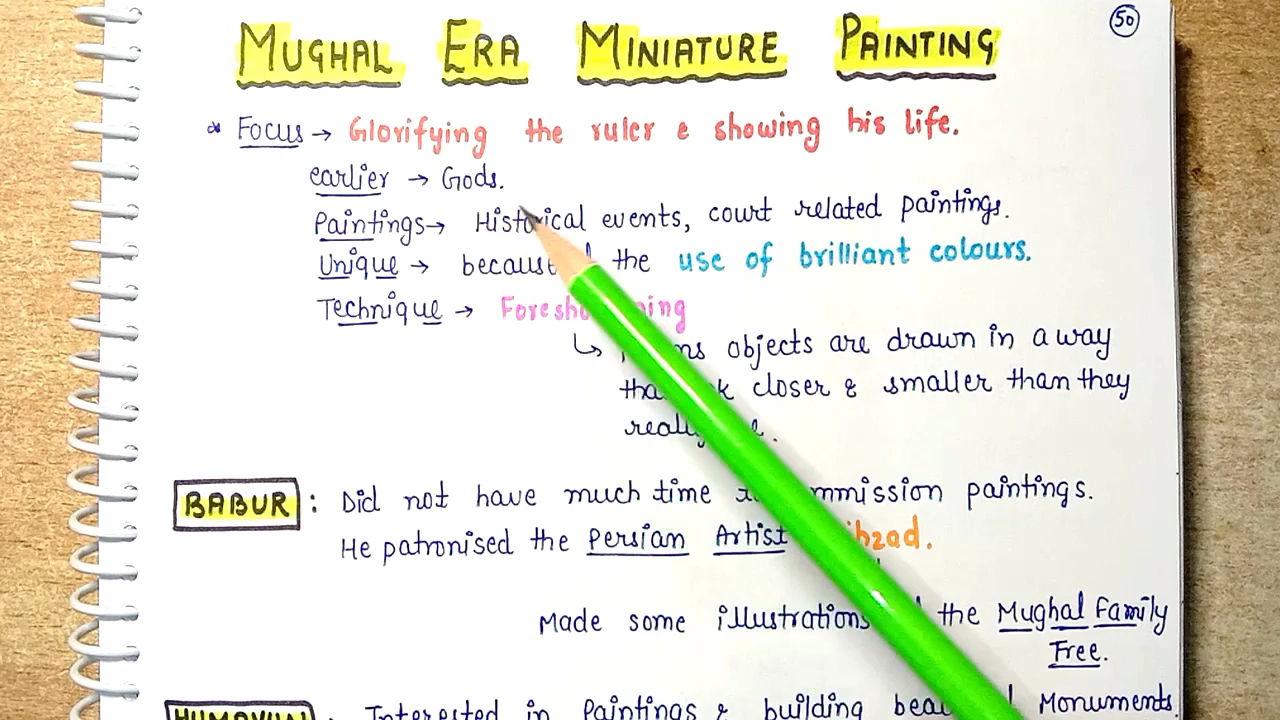 50
MUGHAL ERA MINIATURE PAINTING
* Focus → Glorifying the ruler & showing his life.
earlier → Gods.
Paintings → Historical events, court related paintings.
Unique → the use of brilliant colours.
Technique →
↳ objects are drawn in a way
closer & smaller than they
BABUR : Did not have much time paintings.
He patronised the Persian Artist
Made some illustrations the Mughal Family
Free.
HUMAYUN Interested in Paintings & building Monuments.